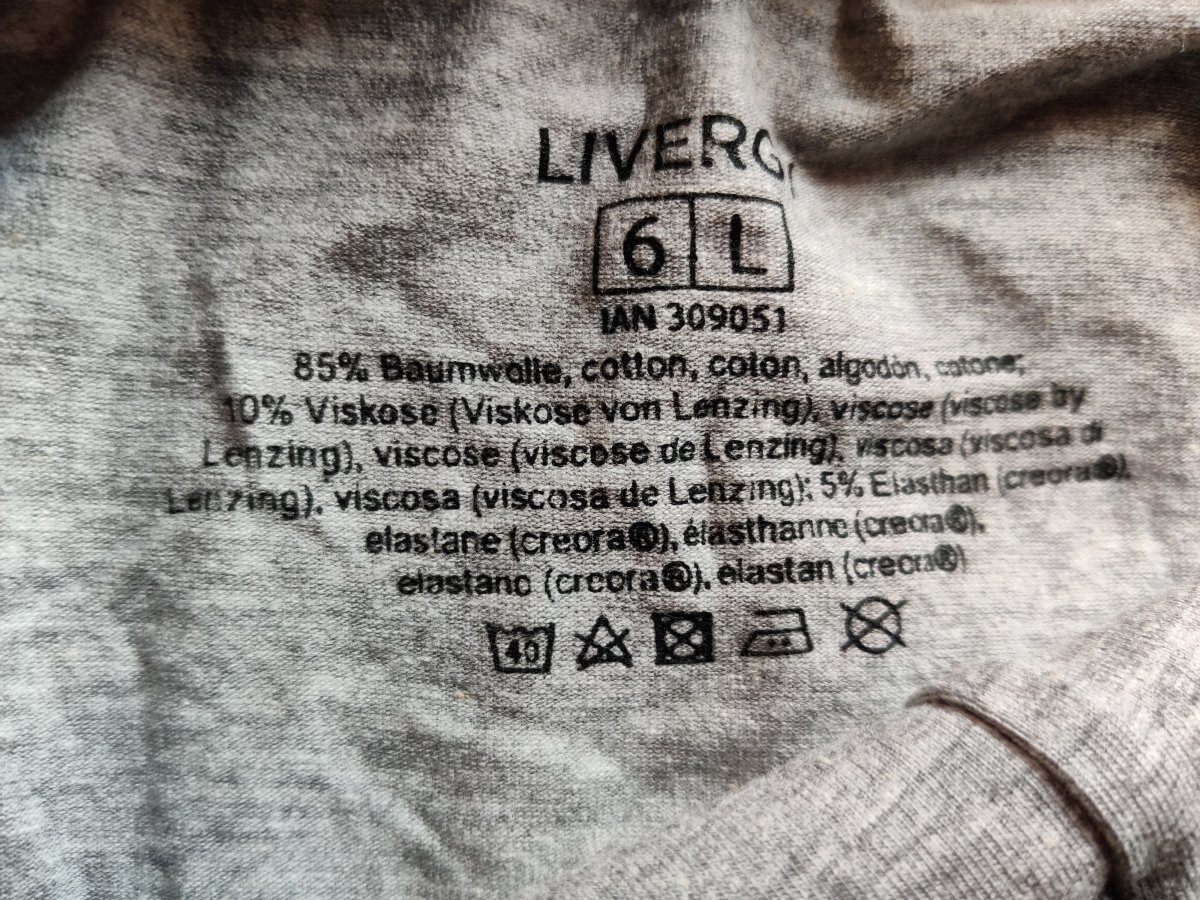 LIVERGY
6 L
IAN 309051
85% Baumwolle, cotton, coton, algodón, cotone;
10% Viskose (Viskose von Lenzing), viscose (viscose by
Lenzing), viscose (viscose de Lenzing), viscosa (viscosa di
Lenzing), viscosa (viscosa de Lenzing); 5% Elasthan (creora®),
elastane (creora®), élasthanne (creora®),
elastano (creora®), elastan (creora®)
40